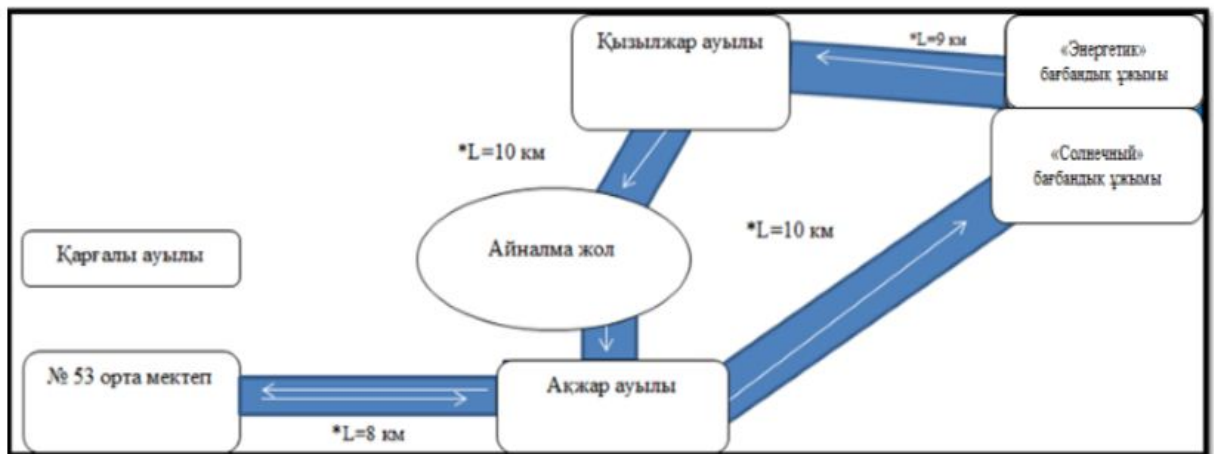 Қызылжар ауылы
*L=9 км
«Энергетик»
бағбандық ұжымы
*L=10 км
«Солнечный»
бағбандық ұжымы
Айналма жол
*L=10 км
Қарғалы ауылы
№ 53 орта мектеп
Ақжар ауылы
*L=8 км